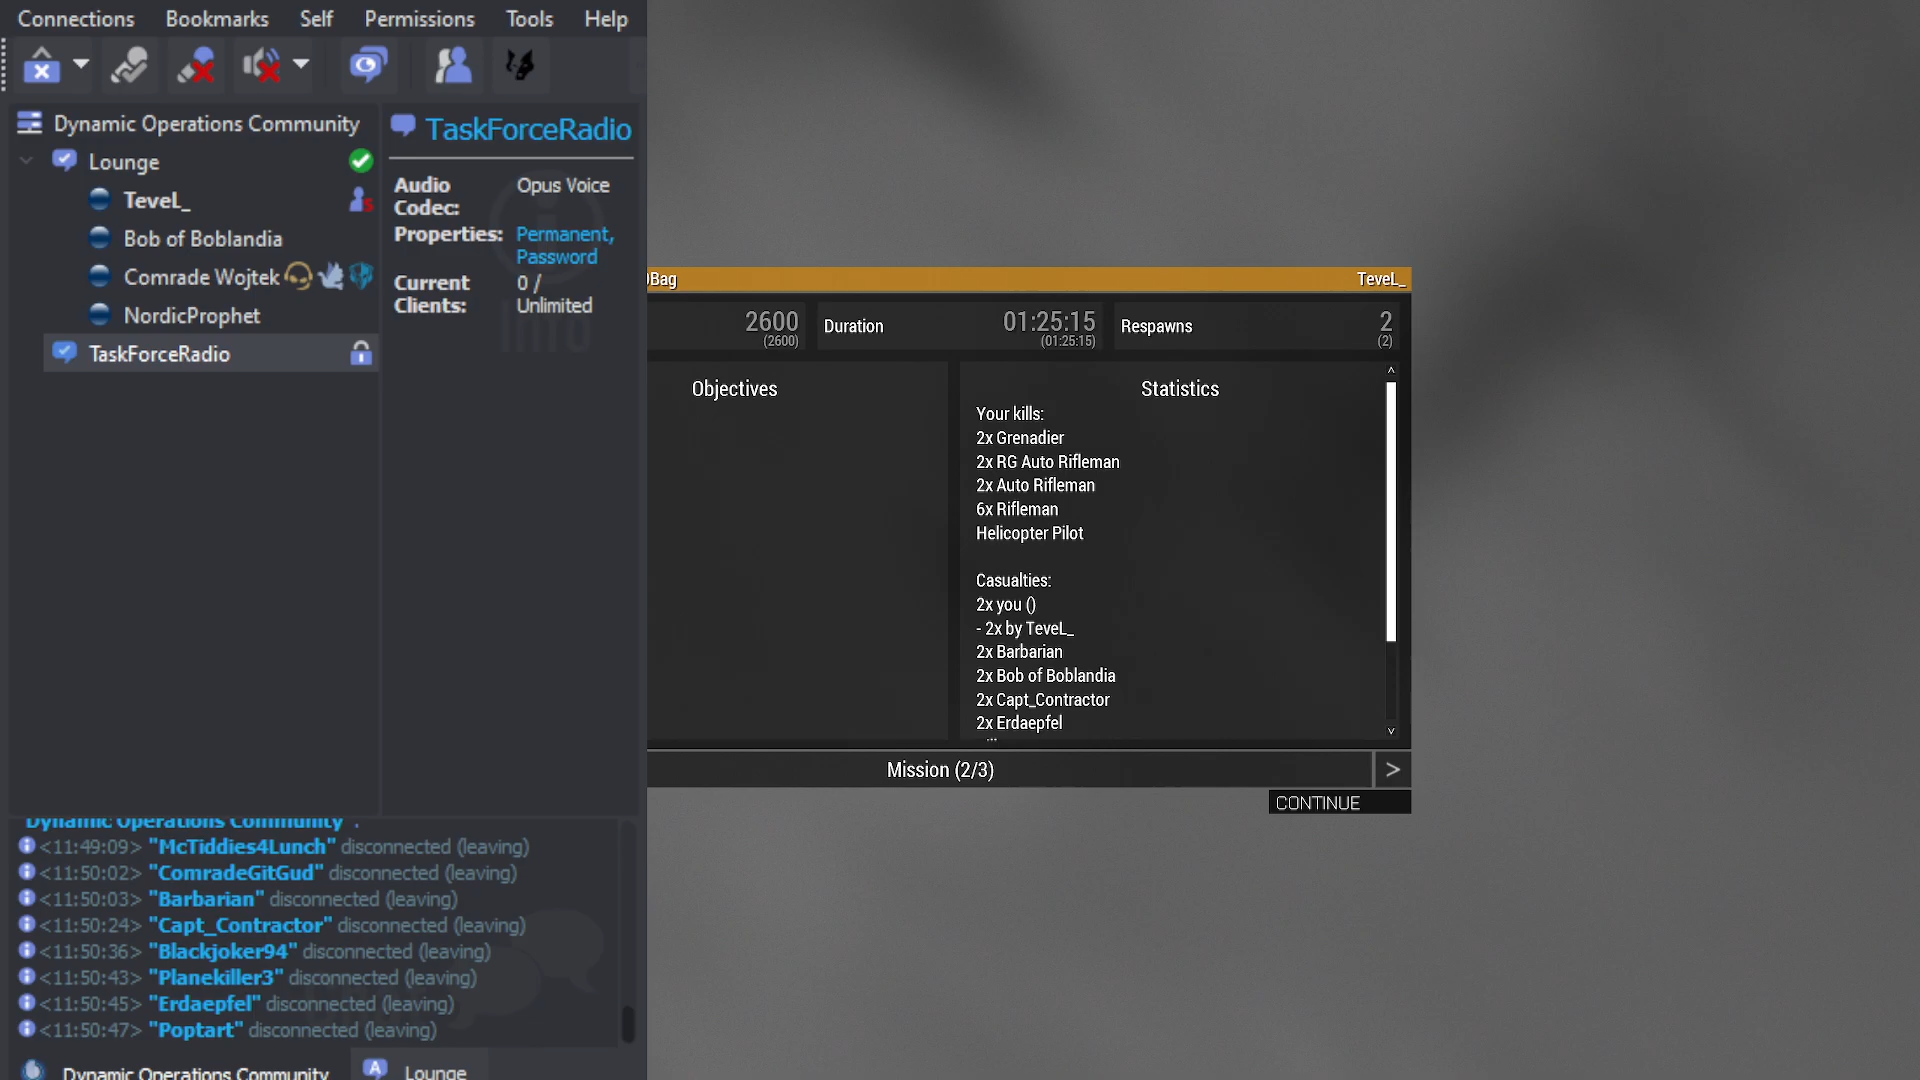 Connections Bookmarks Self Permissions Tools Help
Dynamic Operations Community
Lounge
TeveL_
Bob of Boblandia
Comrade Wojtek
NordicProphet
TaskForceRadio
TaskForceRadio
Audio Codec: Opus Voice
Properties: Permanent, Password
Current Clients: 0 / Unlimited
Dynamic Operations Community
<11:49:09> "McTiddies4Lunch" disconnected (leaving)
<11:50:02> "ComradeGitGud" disconnected (leaving)
<11:50:03> "Barbarian" disconnected (leaving)
<11:50:24> "Capt_Contractor" disconnected (leaving)
<11:50:36> "Blackjoker94" disconnected (leaving)
<11:50:43> "Planekiller3" disconnected (leaving)
<11:50:45> "Erdaepfel" disconnected (leaving)
<11:50:47> "Poptart" disconnected (leaving)
Dynamic Operations Community Lounge
Bag TeveL_
2600
(2600)
Duration 01:25:15
(01:25:15)
Respawns 2
(2)
Objectives
Statistics
Your kills:
2x Grenadier
2x RG Auto Rifleman
2x Auto Rifleman
6x Rifleman
Helicopter Pilot
Casualties:
2x you ()
- 2x by TeveL_
2x Barbarian
2x Bob of Boblandia
2x Capt_Contractor
2x Erdaepfel
Mission (2/3) >
CONTINUE